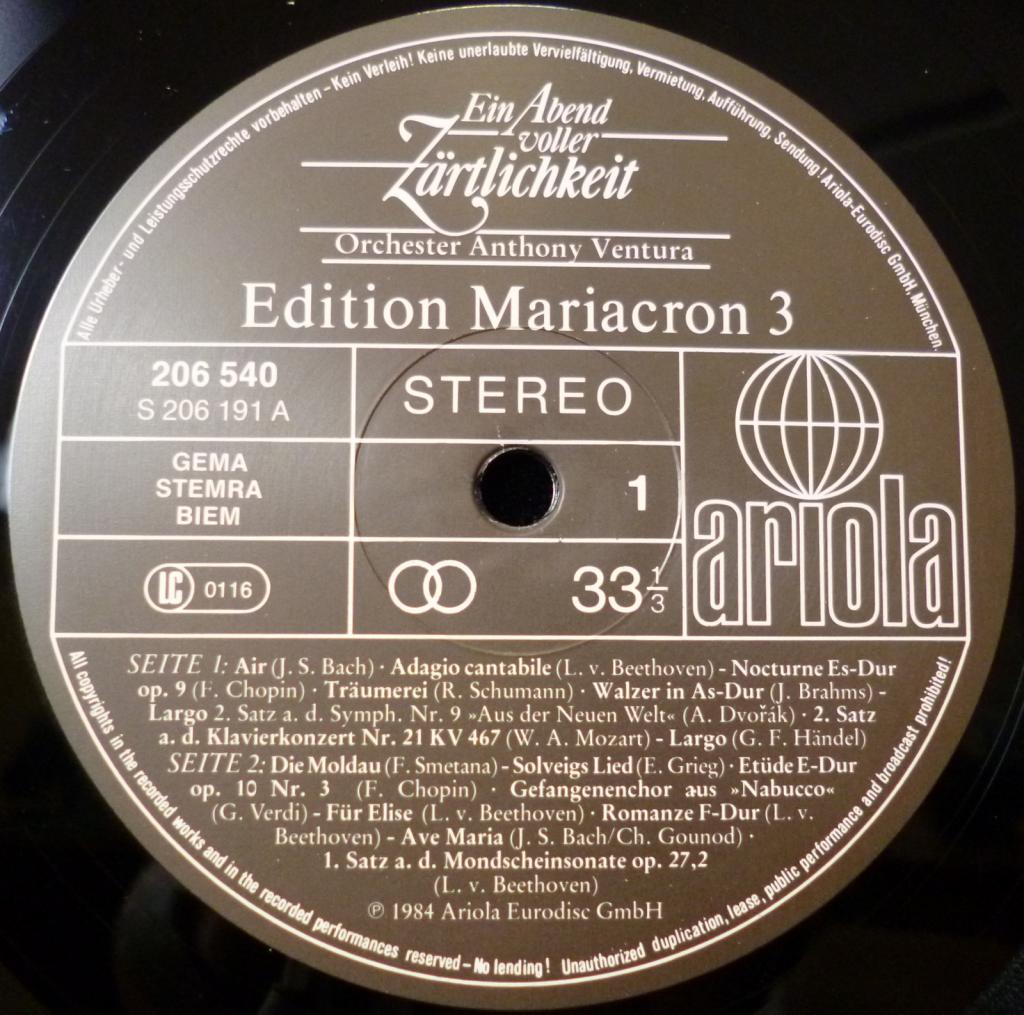 Alle Urheber- und Leistungsschutzrechte vorbehalten – Kein Verleih! Keine unerlaubte Vervielfältigung, Vermietung, Aufführung, Sendung! Ariola-Eurodisc GmbH, München.
Ein Abend
voller
Zärtlichkeit
Orchester Anthony Ventura
Edition Mariacron 3
206 540
S 206 191 A
STEREO
GEMA
STEMRA
BIEM
1
LC 0116
33 1/3
ariola
SEITE 1: Air (J. S. Bach) · Adagio cantabile (L. v. Beethoven) - Nocturne Es-Dur
op. 9 (F. Chopin) · Träumerei (R. Schumann) · Walzer in As-Dur (J. Brahms) -
Largo 2. Satz a. d. Symph. Nr. 9 »Aus der Neuen Welt« (A. Dvořák) · 2. Satz
a. d. Klavierkonzert Nr. 21 KV 467 (W. A. Mozart) - Largo (G. F. Händel)
SEITE 2: Die Moldau (F. Smetana) - Solveigs Lied (E. Grieg) · Etüde E-Dur
op. 10 Nr. 3 (F. Chopin) · Gefangenenchor aus »Nabucco«
(G. Verdi) - Für Elise (L. v. Beethoven) · Romanze F-Dur (L. v.
Beethoven) - Ave Maria (J. S. Bach/Ch. Gounod) ·
1. Satz a. d. Mondscheinsonate op. 27,2
(L. v. Beethoven)
℗ 1984 Ariola Eurodisc GmbH
All copyrights in the recorded works and in the recorded performances reserved – No lending! Unauthorized duplication, lease, public performance and broadcast prohibited!